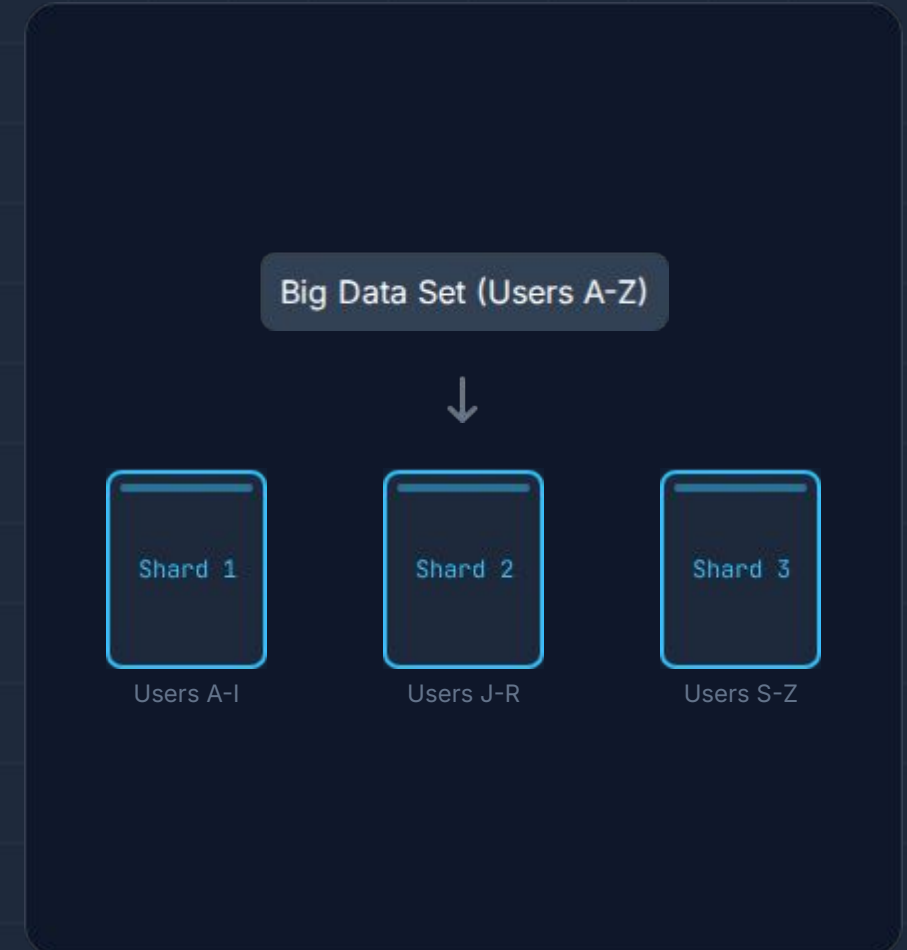 Big Data Set (Users A-Z)
Shard 1
Shard 2
Shard 3
Users A-I
Users J-R
Users S-Z